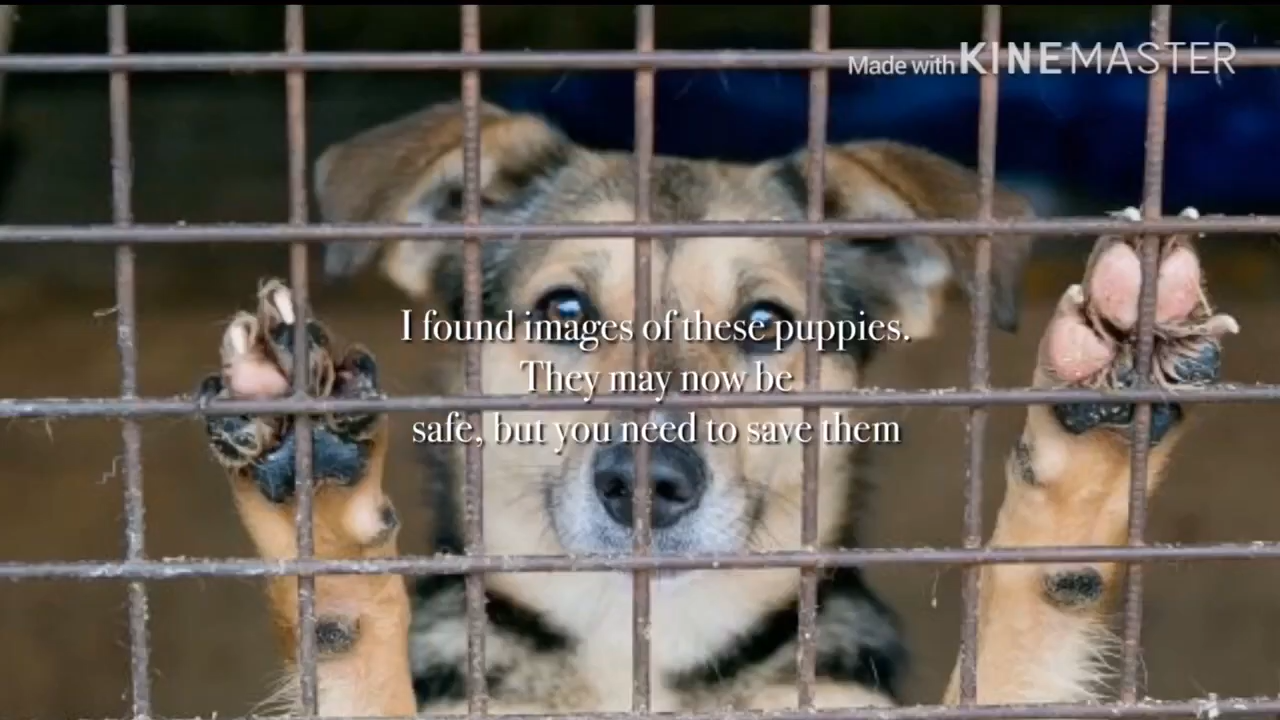 Made with KINEMASTER
I found images of these puppies.
They may now be
safe, but you need to save them